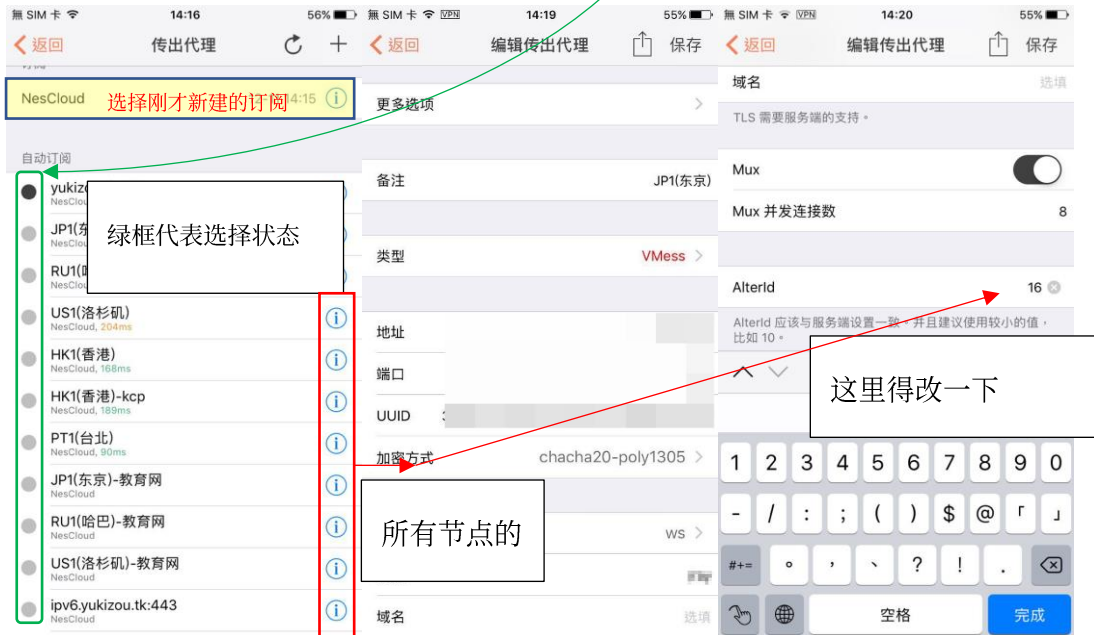 無 SIM 卡
14:16
56%
返回
传出代理
NesCloud
选择刚才新建的订阅
14:15
自动订阅
NesCloud
绿框代表选择状态
US1(洛杉矶)
NesCloud, 204ms
HK1(香港)
NesCloud, 168ms
HK1(香港)-kcp
NesCloud, 189ms
PT1(台北)
NesCloud, 90ms
JP1(东京)-教育网
NesCloud
RU1(哈巴)-教育网
NesCloud
US1(洛杉矶)-教育网
NesCloud
ipv6.yukizou.tk:443
NesCloud
無 SIM 卡 VPN
14:19
55%
返回
编辑传出代理
保存
更多选项
备注 JP1(东京)
类型 VMess
地址
端口
UUID
加密方式 chacha20-poly1305
所有节点的
ws
域名 选填
無 SIM 卡 VPN
14:20
55%
返回
编辑传出代理
保存
域名 选填
TLS 需要服务端的支持。
Mux
Mux 并发连接数 8
AlterId 16
AlterId 应该与服务端设置一致。并且建议使用较小的值，
比如 10。
这里得改一下
1 2 3 4 5 6 7 8 9 0
- / : ; ( ) $ @ 「 」
#+= 。 ， 、 ? ! .
空格 完成